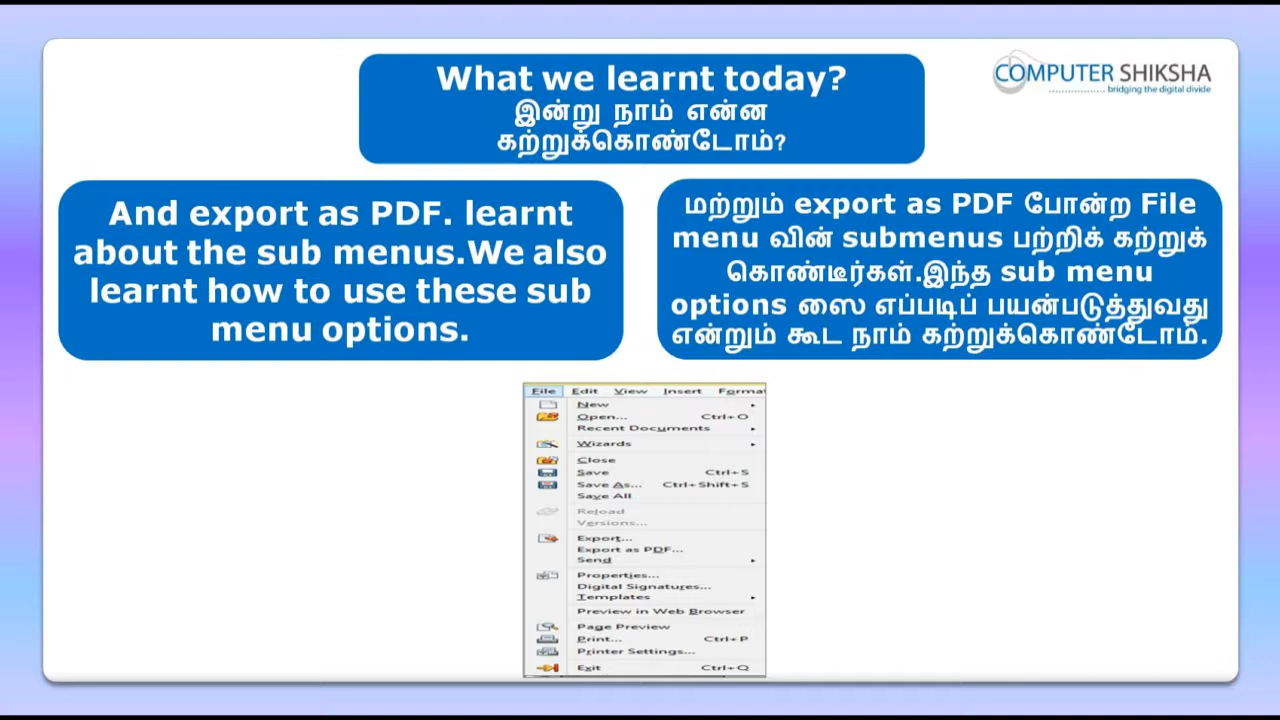 What we learnt today?
இன்று நாம் என்ன
கற்றுக்கொண்டோம்?
COMPUTER SHIKSHA
bridging the digital divide
And export as PDF. learnt
about the sub menus.We also
learnt how to use these sub
menu options.
மற்றும் export as PDF போன்ற File
menu வின் submenus பற்றிக் கற்றுக்
கொண்டீர்கள்.இந்த sub menu
options ஸை எப்படிப் பயன்படுத்துவது
என்றும் கூட நாம் கற்றுக்கொண்டோம்.
File Edit View Insert Format
New
Open... Ctrl+O
Recent Documents
Wizards
Close
Save Ctrl+S
Save As... Ctrl+Shift+S
Save All
Reload
Versions...
Export...
Export as PDF...
Send
Properties...
Digital Signatures...
Templates
Preview in Web Browser
Page Preview
Print... Ctrl+P
Printer Settings...
Exit Ctrl+Q